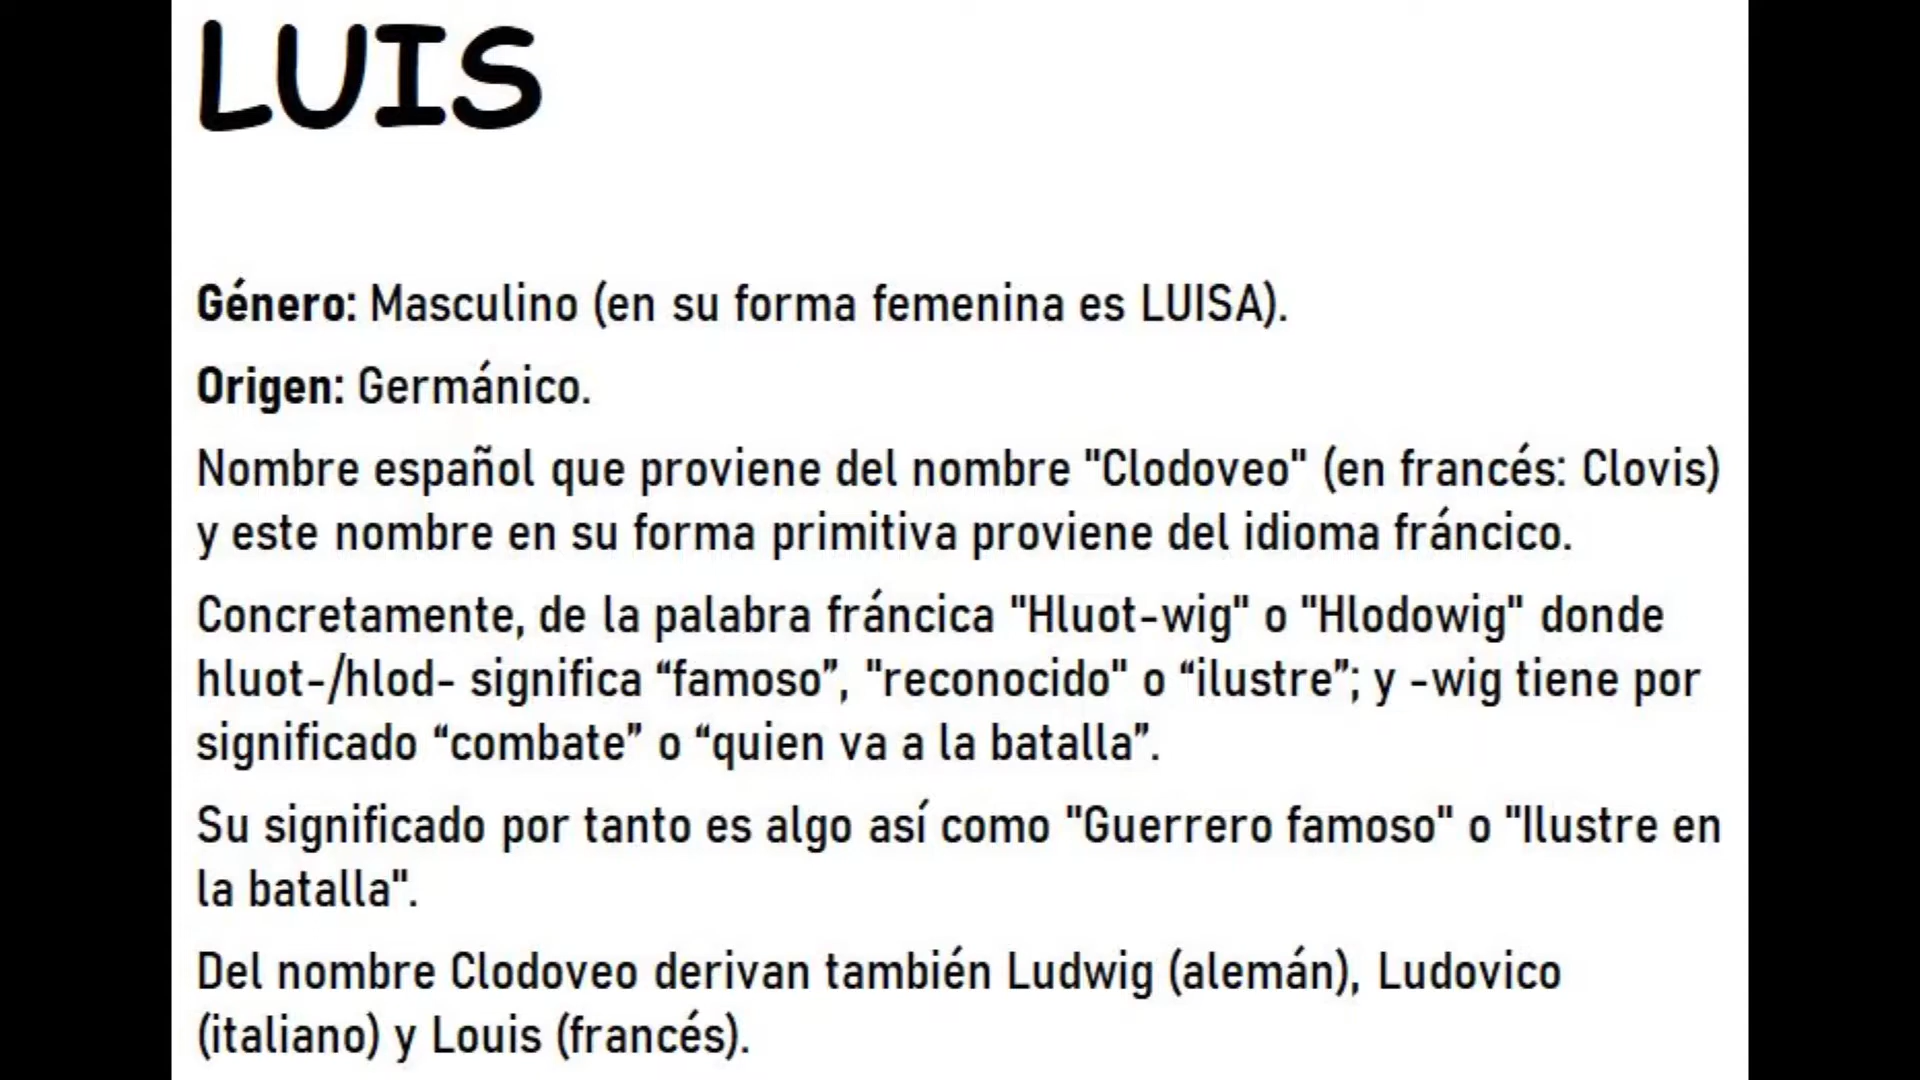 LUIS
Género: Masculino (en su forma femenina es LUISA).
Origen: Germánico.
Nombre español que proviene del nombre "Clodoveo" (en francés: Clovis)
y este nombre en su forma primitiva proviene del idioma fráncico.
Concretamente, de la palabra fráncica "Hluot-wig" o "Hlodowig" donde
hluot-/hlod- significa “famoso”, "reconocido" o “ilustre”; y -wig tiene por
significado “combate” o “quien va a la batalla”.
Su significado por tanto es algo así como "Guerrero famoso" o "Ilustre en
la batalla".
Del nombre Clodoveo derivan también Ludwig (alemán), Ludovico
(italiano) y Louis (francés).